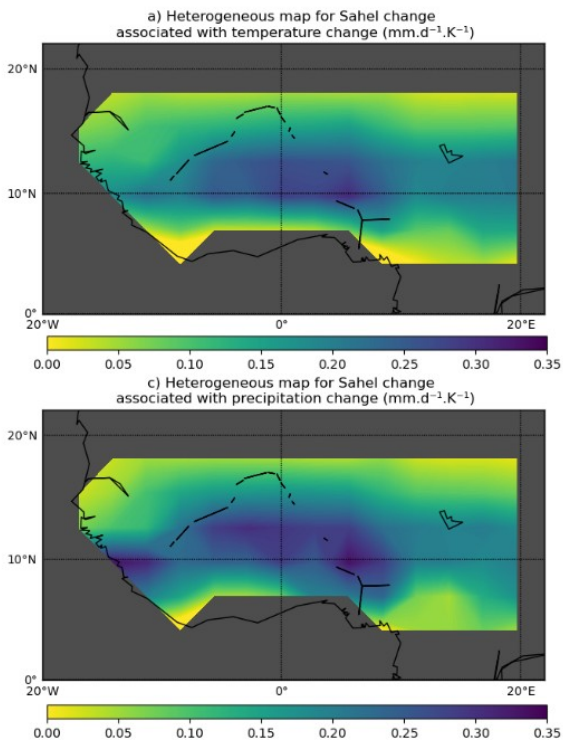 a) Heterogeneous map for Sahel change
associated with temperature change (mm.d⁻¹.K⁻¹)
20°N
10°N
0°
20°W 0° 20°E
0.00 0.05 0.10 0.15 0.20 0.25 0.30 0.35
c) Heterogeneous map for Sahel change
associated with precipitation change (mm.d⁻¹.K⁻¹)
20°N
10°N
0°
20°W 0° 20°E
0.00 0.05 0.10 0.15 0.20 0.25 0.30 0.35